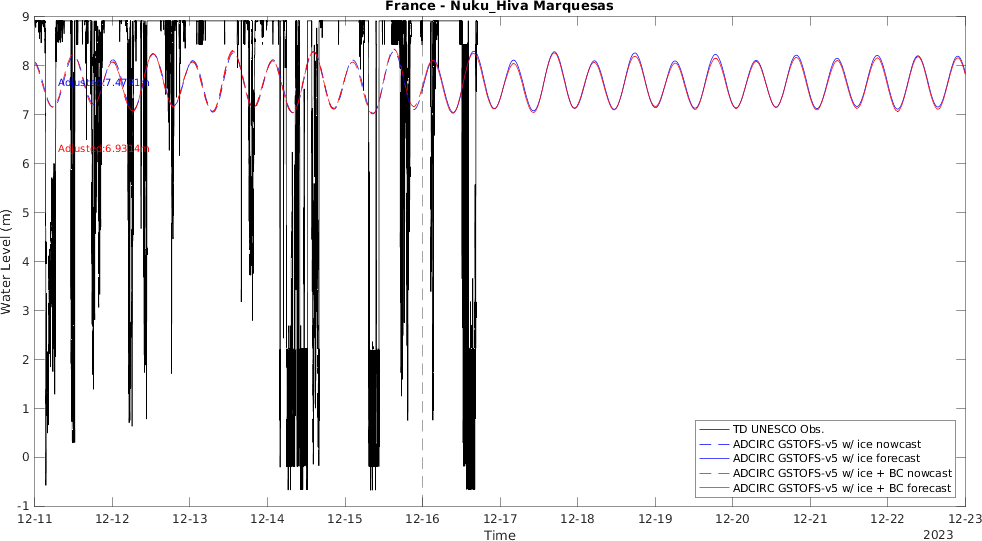 France - Nuku_Hiva Marquesas
9
8
7
6
5
4
3
2
1
0
-1
Water Level (m)
Adjusted:6.9314m
TD UNESCO Obs.
ADCIRC GSTOFS-v5 w/ ice nowcast
ADCIRC GSTOFS-v5 w/ ice forecast
ADCIRC GSTOFS-v5 w/ ice + BC nowcast
ADCIRC GSTOFS-v5 w/ ice + BC forecast
12-11 12-12 12-13 12-14 12-15 12-16 12-17 12-18 12-19 12-20 12-21 12-22 12-23
Time
2023